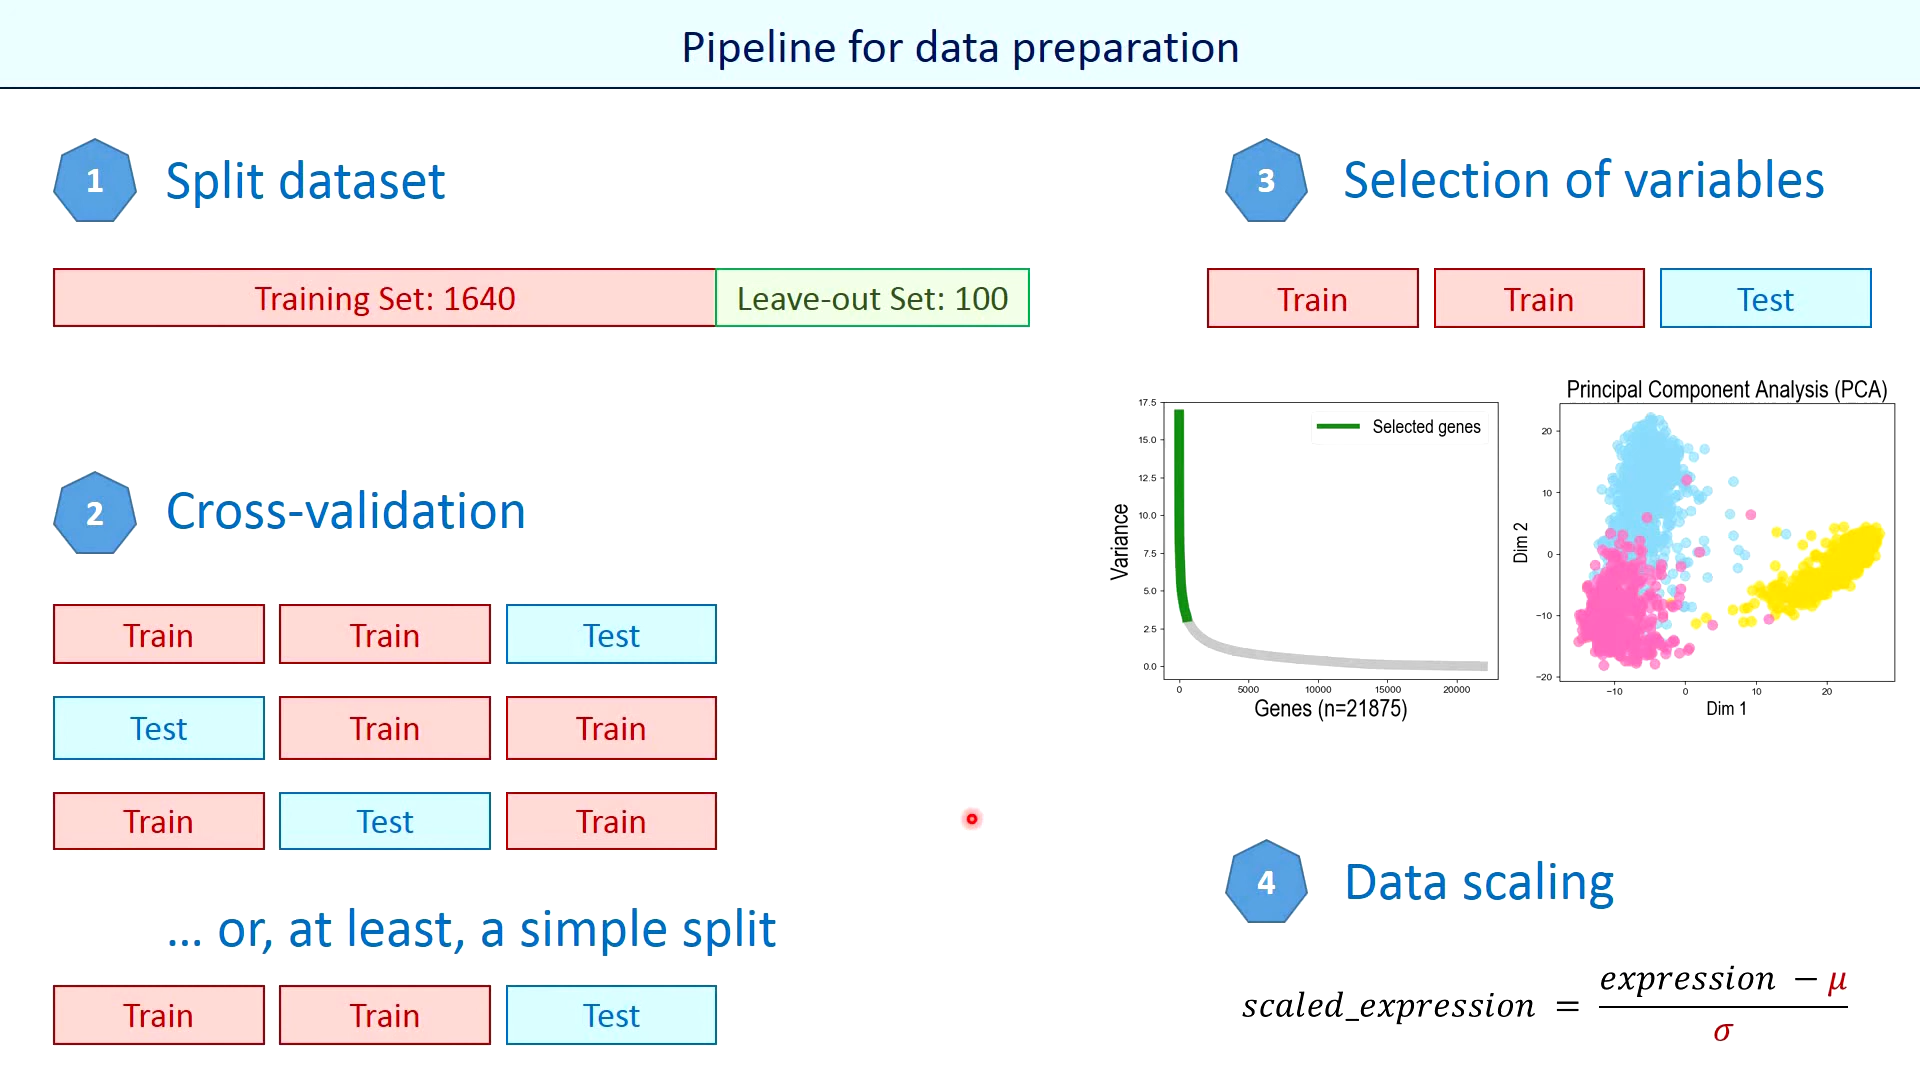 Pipeline for data preparation
1
Split dataset
Training Set: 1640
Leave-out Set: 100
2
Cross-validation
Train
Train
Test
Test
Train
Train
Train
Test
Train
... or, at least, a simple split
Train
Train
Test
3
Selection of variables
Train
Train
Test
17.5
15.0
12.5
10.0
7.5
5.0
2.5
0.0
Variance
Selected genes
0
5000
10000
15000
20000
Genes (n=21875)
Principal Component Analysis (PCA)
20
10
0
−10
−20
Dim 2
−10
0
10
20
Dim 1
4
Data scaling
scaled_expression = expression − μ
σ